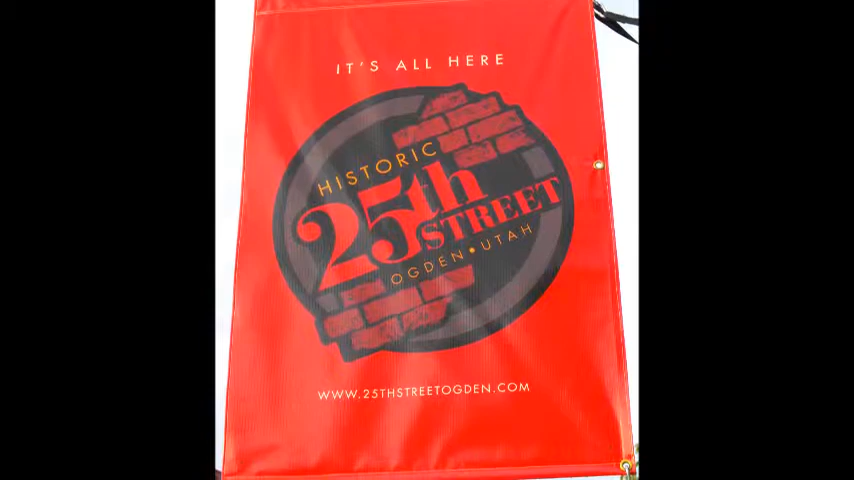 IT'S ALL HERE
HISTORIC
25th
STREET
OGDEN • UTAH
WWW.25THSTREETOGDEN.COM